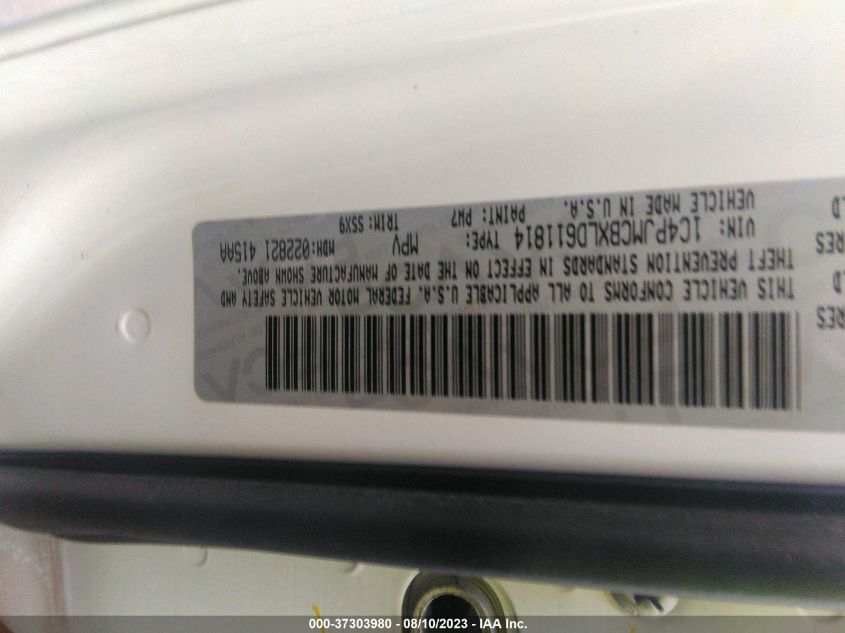 THIS VEHICLE CONFORMS TO ALL APPLICABLE U.S.A. FEDERAL MOTOR VEHICLE SAFETY AND
THEFT PREVENTION STANDARDS IN EFFECT ON THE DATE OF MANUFACTURE SHOWN ABOVE.
VIN: 1C4PJMCBXLD611814 TYPE: MPV MDH: 022821 415AA
VEHICLE MADE IN U.S.A. PAINT: PW7 TRIM: S5X9
000-37303980 - 08/10/2023 - IAA Inc.